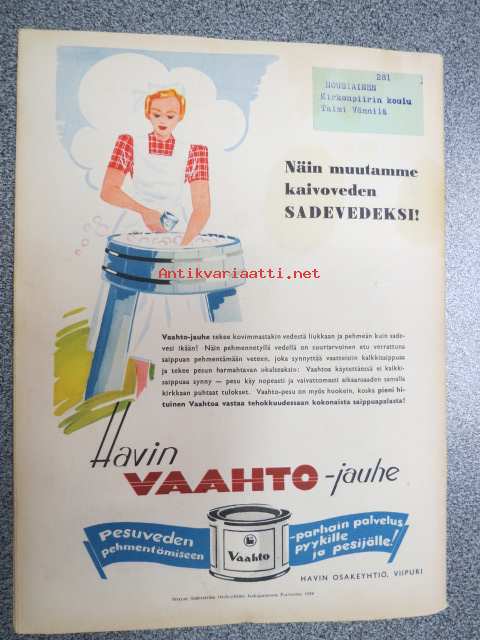 281
NOUSIAINEN
Kirkonpiirin koulu
Taimi Vännilä
Näin muutamme
kaivoveden
SADEVEDEKSI!
Antikvariaatti.net
Vaahto-jauhe tekee kovimmastakin vedestä liukkaan ja pehmeän kuin sade-
vesi ikään! Näin pehmennetyllä vedellä on suurtarvoinen etu verrattuna
saippuan pehmentämään veteen, joka synnyttää vaatteisiin kalkkisaippuaa
ja tekee pesun harmahtavan nkalseaksi: Vaahtoa käytettäessä ei kalkki-
saippuaa synny — pesu käy nopeasti ja vaivattomasti aikaansaaden samalla
kirkkaan puhtaat tulokset. Vaahto-pesu on myös huokein, koska pieni hi-
tuinen Vaahtoa vastaa tehokkuudessaan kokonaista saippuapalasta!
Havin
VAAHTO-jauhe
Pesuveden
pehmentämiseen
Vaahto
-parhain palvelus
pyykille
ja pesijälle!
HAVIN OSAKEYHTIÖ, VIIPURI